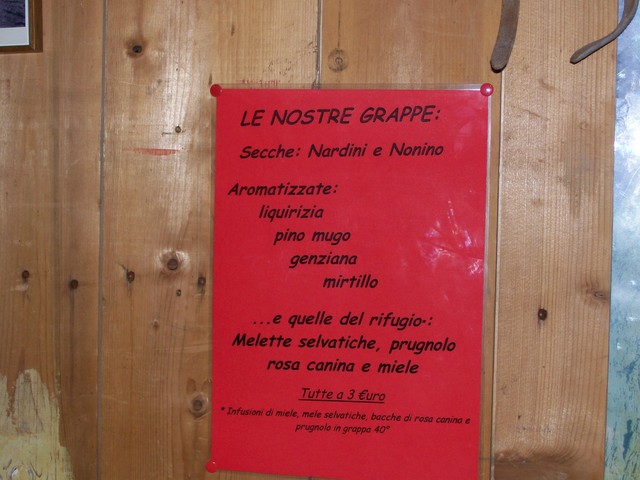 LE NOSTRE GRAPPE:
Secche: Nardini e Nonino
Aromatizzate:
liquirizia
pino mugo
genziana
mirtillo
...e quelle del rifugio*:
Melette selvatiche, prugnolo
rosa canina e miele
Tutte a 3 €uro
* Infusioni di miele, mele selvatiche, bacche di rosa canina e
prugnolo in grappa 40°